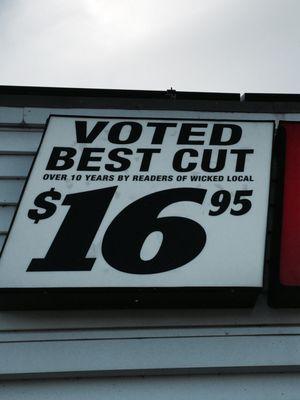 VOTED
BEST CUT
OVER 10 YEARS BY READERS OF WICKED LOCAL
$16 95